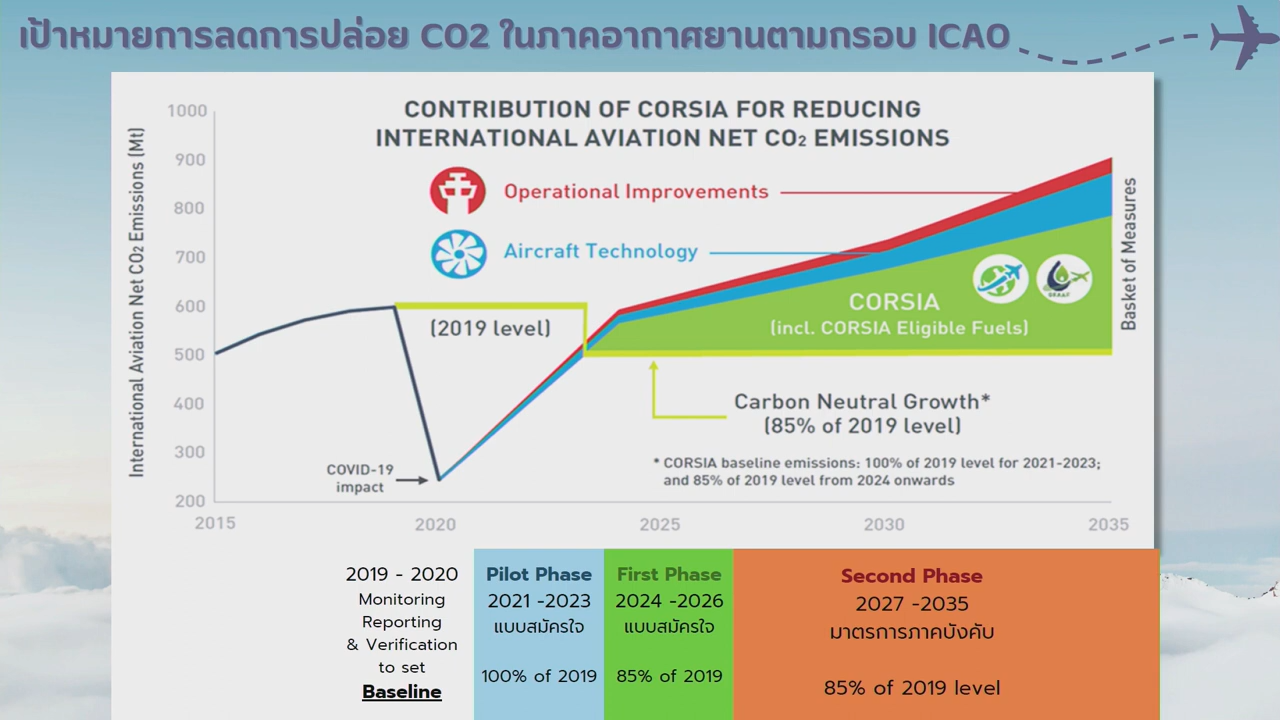 เป้าหมายการลดการปล่อย CO2 ในภาคอากาศยานตามกรอบ ICAO
CONTRIBUTION OF CORSIA FOR REDUCING
INTERNATIONAL AVIATION NET CO₂ EMISSIONS
International Aviation Net CO₂ Emissions (Mt)
1000
900
800
700
600
500
400
300
200
Operational Improvements
Aircraft Technology
Basket of Measures
CORSIA
(incl. CORSIA Eligible Fuels)
(2019 level)
Carbon Neutral Growth*
(85% of 2019 level)
* CORSIA baseline emissions: 100% of 2019 level for 2021-2023;
and 85% of 2019 level from 2024 onwards
COVID-19
impact
2015
2020
2025
2030
2035
2019 - 2020
Monitoring
Reporting
& Verification
to set
Baseline
Pilot Phase
2021 -2023
แบบสมัครใจ
100% of 2019
First Phase
2024 -2026
แบบสมัครใจ
85% of 2019
Second Phase
2027 -2035
มาตรการภาคบังคับ
85% of 2019 level